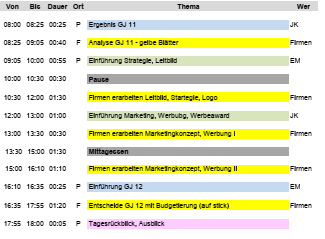 Von Bis Dauer Ort Thema Wer
08:00 08:25 00:25 P Ergebnis GJ 11 JK
08:25 09:05 00:40 F Analyse GJ 11 - gelbe Blätter Firmen
09:05 10:00 00:55 P Einführung Strategie, Leitbild EM
10:00 10:30 00:30 Pause
10:30 12:00 01:30 Firmen erarbeiten Leitbild, Startegie, Logo Firmen
12:00 13:00 01:00 Einführung Marketing, Werbubg, Werbeaward JK
13:00 13:30 00:30 Firmen erarbeiten Marketingkonzept, Werbung I Firmen
13:30 15:00 01:30 Mittagessen
15:00 16:10 01:10 Firmen erarbeiten Marketingkonzept, Werbung II Firmen
16:10 16:35 00:25 P Einführung GJ 12 EM
16:35 17:55 01:20 F Entscheide GJ 12 mit Budgetierung (auf stick) Firmen
17:55 18:00 00:05 P Tagesrückblick, Ausblick